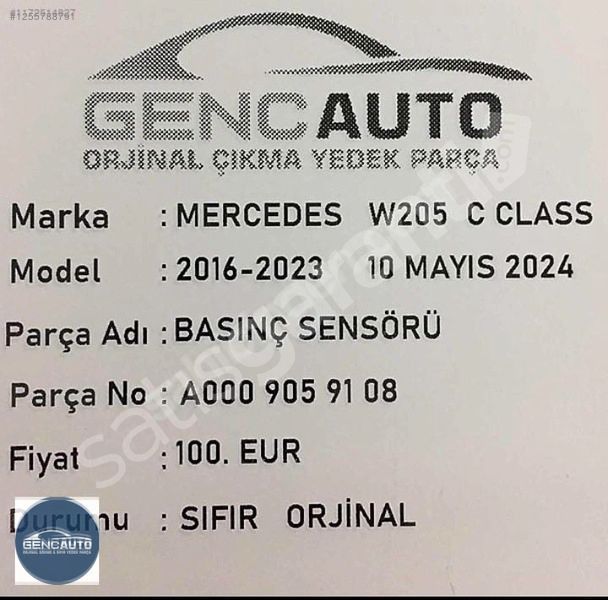 #1255788791
GENCAUTO
ORJİNAL ÇIKMA YEDEK PARÇA
Marka : MERCEDES W205 C CLASS
Model : 2016-2023 10 MAYIS 2024
Parça Adı : BASINÇ SENSÖRÜ
Parça No : A000 905 91 08
Fiyat : 100. EUR
Durumu : SIFIR ORJİNAL
GENCAUTO